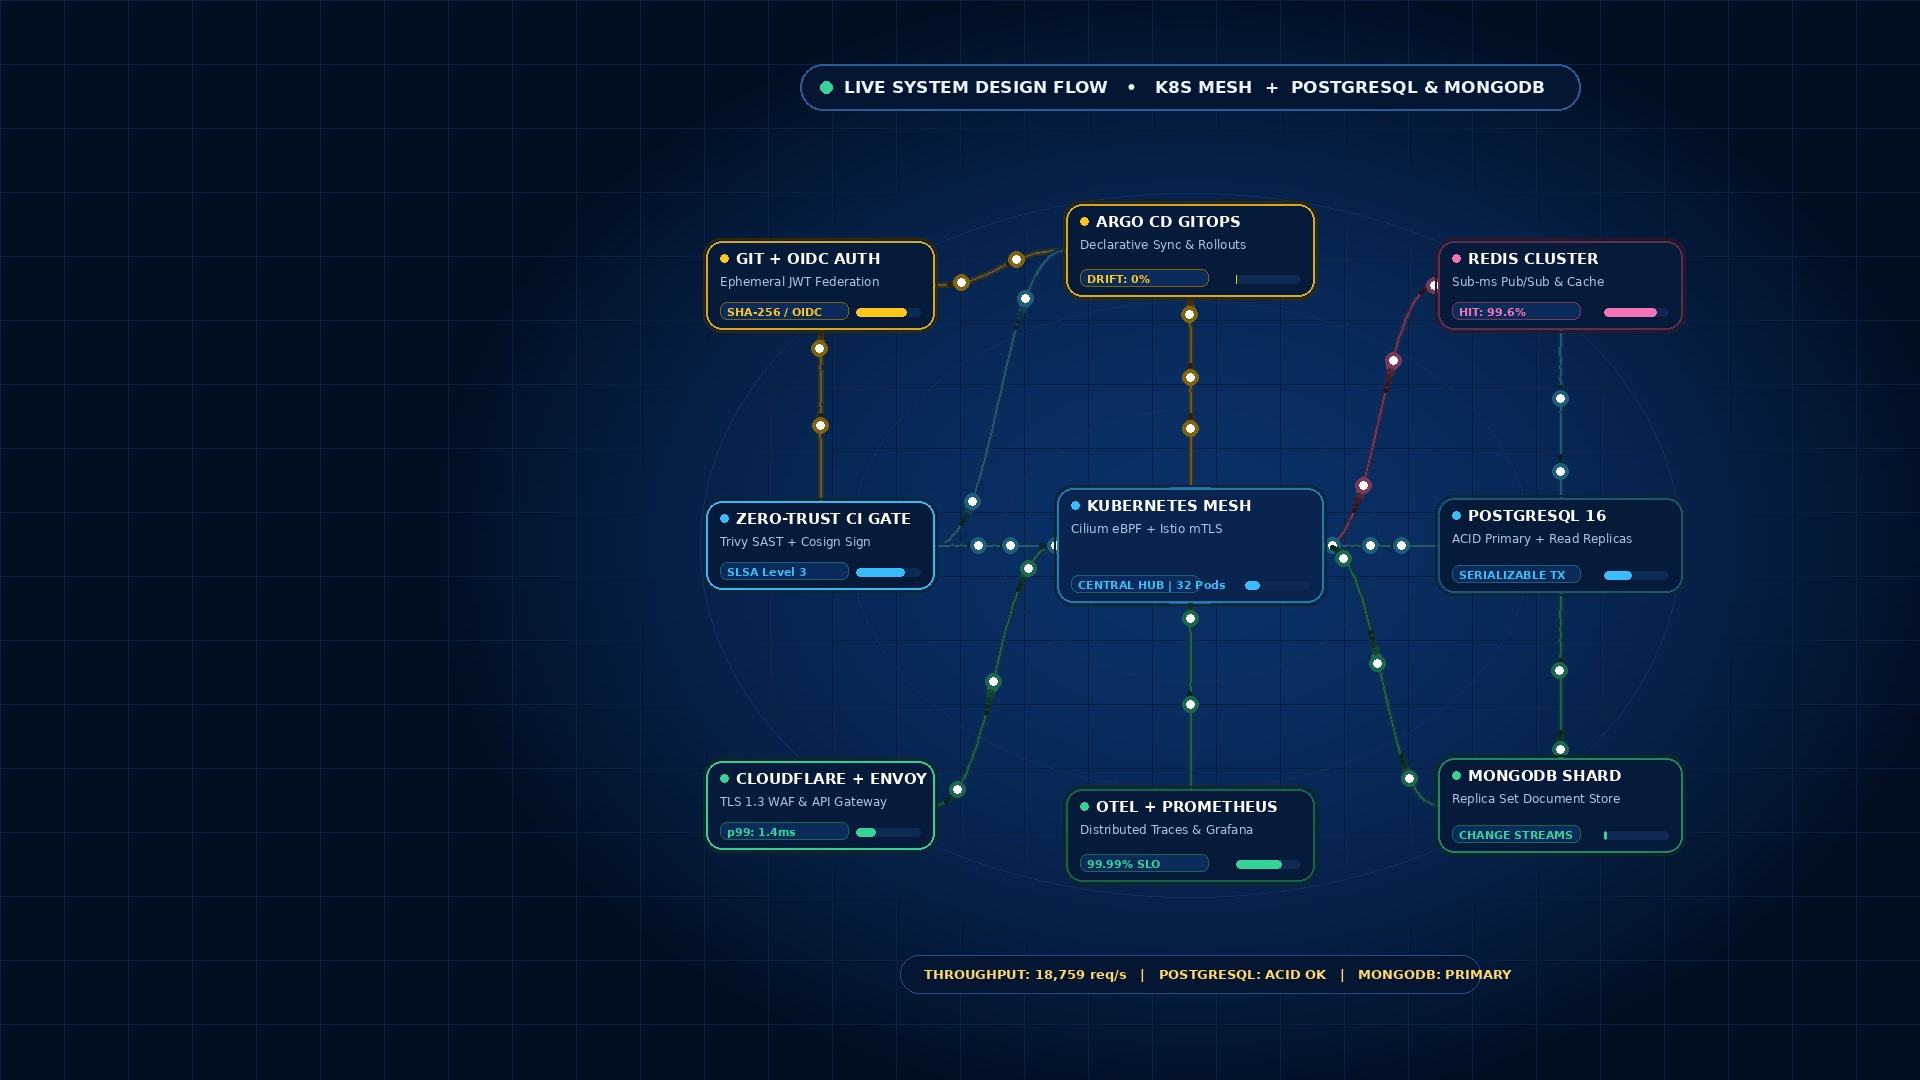 LIVE SYSTEM DESIGN FLOW • K8S MESH + POSTGRESQL & MONGODB
GIT + OIDC AUTH
Ephemeral JWT Federation
SHA-256 / OIDC
ARGO CD GITOPS
Declarative Sync & Rollouts
DRIFT: 0%
REDIS CLUSTER
Sub-ms Pub/Sub & Cache
HIT: 99.6%
ZERO-TRUST CI GATE
Trivy SAST + Cosign Sign
SLSA Level 3
KUBERNETES MESH
Cilium eBPF + Istio mTLS
CENTRAL HUB | 32 Pods
POSTGRESQL 16
ACID Primary + Read Replicas
SERIALIZABLE TX
CLOUDFLARE + ENVOY
TLS 1.3 WAF & API Gateway
p99: 1.4ms
OTEL + PROMETHEUS
Distributed Traces & Grafana
99.99% SLO
MONGODB SHARD
Replica Set Document Store
CHANGE STREAMS
THROUGHPUT: 18,759 req/s | POSTGRESQL: ACID OK | MONGODB: PRIMARY